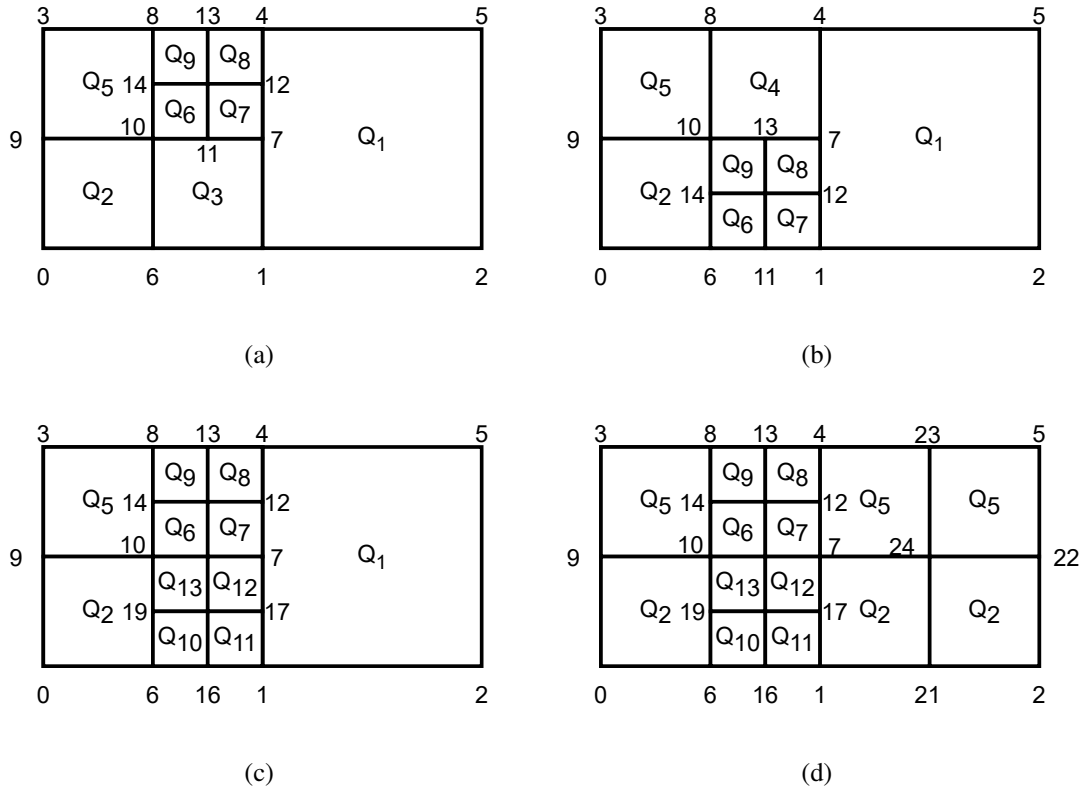 3 8 13 4 5 3 8 4 5
Q9 Q8
Q5 14 12 Q5 Q4
Q6 Q7
10 10 13
9 7 Q1 9 7 Q1
11
Q9 Q8
Q2 Q3 Q2 14 12
Q6 Q7
0 6 1 2 0 6 11 1 2
(a) (b)
3 8 13 4 5 3 8 13 4 23 5
Q9 Q8 Q9 Q8
Q5 14 12 Q5 14 12 Q5 Q5
Q6 Q7 Q6 Q7
10 10 7 24
9 7 Q1 9 22
Q13 Q12 Q13 Q12
Q2 19 17 Q2 19 17 Q2 Q2
Q10 Q11 Q10 Q11
0 6 16 1 2 0 6 16 1 21 2
(c) (d)